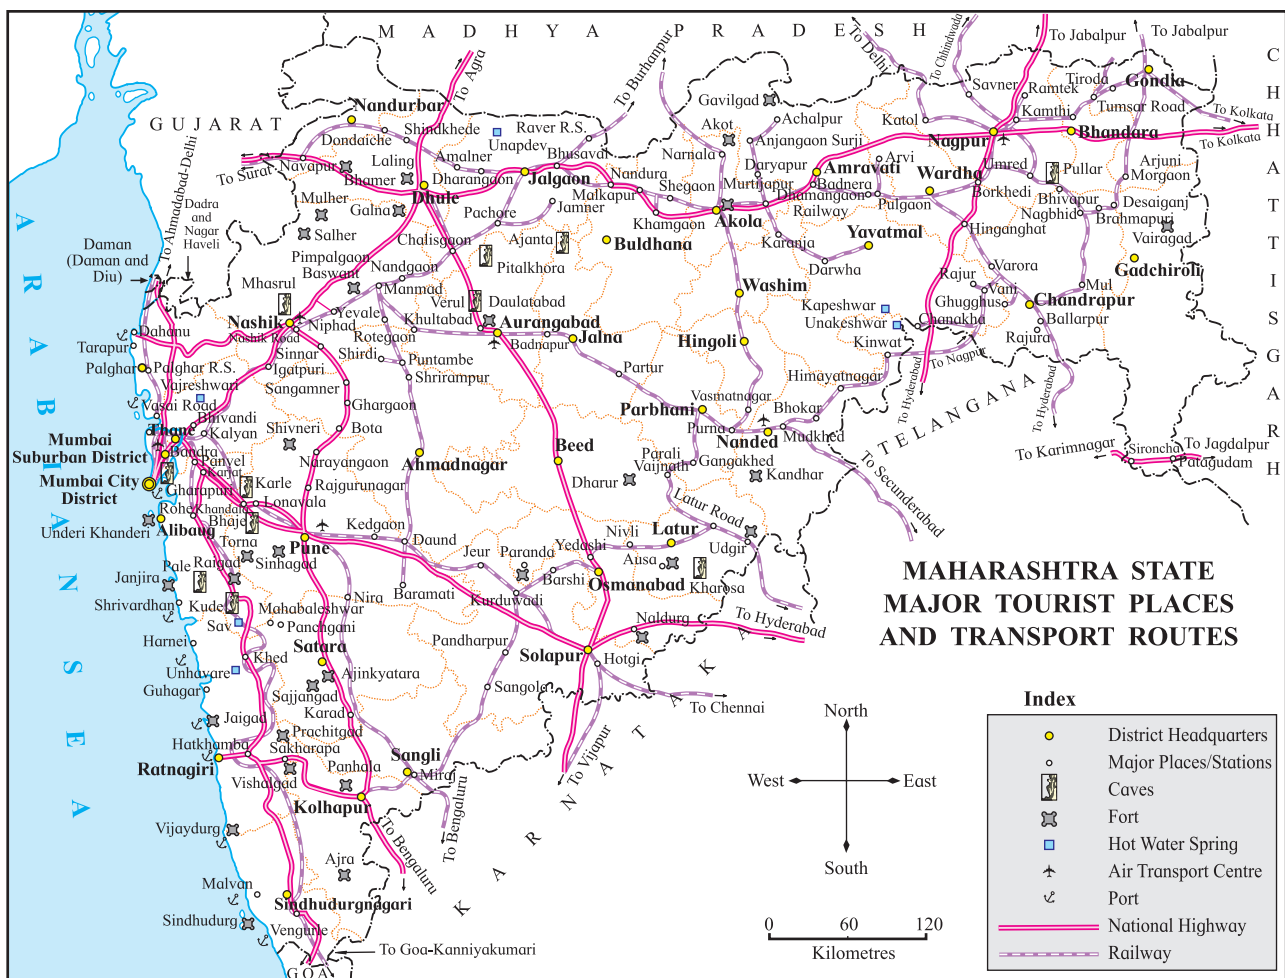 MADHYA PRADESH
CHHATTISGARH
GUJARAT
To Agra
To Burhanpur
To Delhi
To Chhindwada
To Jabalpur
To Jabalpur
Nandurbar
Shindkhede
Dondaiche
Raver R.S.
Unapdev
Gavilgad
Achalpur
Akot
Anjangaon Surji
Savner
Ramtek
Tiroda
Gondia
Katol
Kamthi
Tumsar Road
To Kolkata
To Kolkata
Nagpur
Bhandara
To Surat
Navapur
Laling
Amalner
Bhusaval
Narnala
Daryapur
Arvi
Amravati
Wardha
Umred
Pullar
Arjuni
Morgaon
Bhamer
Dharangaon
Dhule
Jalgaon
Nandura
Malkapur
Shegaon
Murtijapur
Badnera
Dhamangaon
Railway
Pulgaon
Borkhedi
Bhivapur
Nagbhid
Desaiganj
Brahmapuri
Vairagad
Mulher
Galna
Pachore
Jamner
Khamgaon
Akola
Salher
Chalisgaon
Ajanta
Buldhana
Karanja
Yavatmal
Hinganghat
Gadchiroli
Dadra
and
Nagar
Haveli
To Ahmadabad-Delhi
Daman
(Daman and
Diu)
Pimpalgaon
Baswant
Nandgaon
Pitalkhora
Darwha
Varora
Rajur
Vani
Mul
Mhasrul
Manmad
Verul
Daulatabad
Washim
Kapeshwar
Ghugghus
Chandrapur
Nashik
Niphad
Yevale
Khultabad
Aurangabad
Unakeshwar
Chanakha
Ballarpur
Rajura
Dahanu
Nashik Road
Rotegaon
Badnapur
Jalna
Hingoli
Kinwat
Tarapur
Sinnar
Shirdi
Puntambe
To Nagpur
Palghar
Palghar R.S.
Igatpuri
Shrirampur
Partur
Himayatnagar
To Hyderabad
To Hyderabad
TELANGANA
Vajreshwari
Sangamner
Vasai Road
Ghargaon
Parbhani
Vasmatnagar
Bhokar
Bhivandi
Shivneri
Bota
Purna
Nanded
Mudkhed
Thane
Kalyan
Mumbai
Suburban District
Bandra
Panvel
Narayangaon
Ahmadnagar
Beed
Parali
Vaijnath
Gangakhed
To Karimnagar
Sironcha
To Jagdalpur
Patagudam
Karjat
Mumbai City
District
Gharapuri
Karle
Rajgurunagar
Dharur
Kandhar
To Secunderabad
Rohe
Khandala
Lonavala
Latur Road
Underi Khanderi
Alibaug
Bhaje
Kedgaon
Nivli
Latur
Torna
Pune
Daund
Yedashi
Udgir
Pale
Raigad
Sinhagad
Jeur
Paranda
Ausa
Janjira
Barshi
Osmanabad
Kharosa
Shrivardhan
Kude
Mahabaleshwar
Nira
Baramati
Kurduwadi
Naldurg
To Hyderabad
Sav
Panchgani
Harnei
Khed
Satara
Pandharpur
Solapur
Hotgi
Unhavare
Ajinkyatara
Guhagar
Sajjangad
Sangole
To Chennai
Karad
Jaigad
Prachitgad
To Vijapur
Hatkhamba
Sakharapa
Sangli
Ratnagiri
Panhala
Miraj
Vishalgad
Kolhapur
To Bengaluru
To Bengaluru
Vijaydurg
KARNATAKA
Ajra
Malvan
Sindhudurgnagari
Sindhudurg
Vengurle
To Goa-Kanniyakumari
GOA
ARABIAN SEA
MAHARASHTRA STATE
MAJOR TOURIST PLACES
AND TRANSPORT ROUTES
North
West
East
South
0 60 120
Kilometres
Index
District Headquarters
Major Places/Stations
Caves
Fort
Hot Water Spring
Air Transport Centre
Port
National Highway
Railway